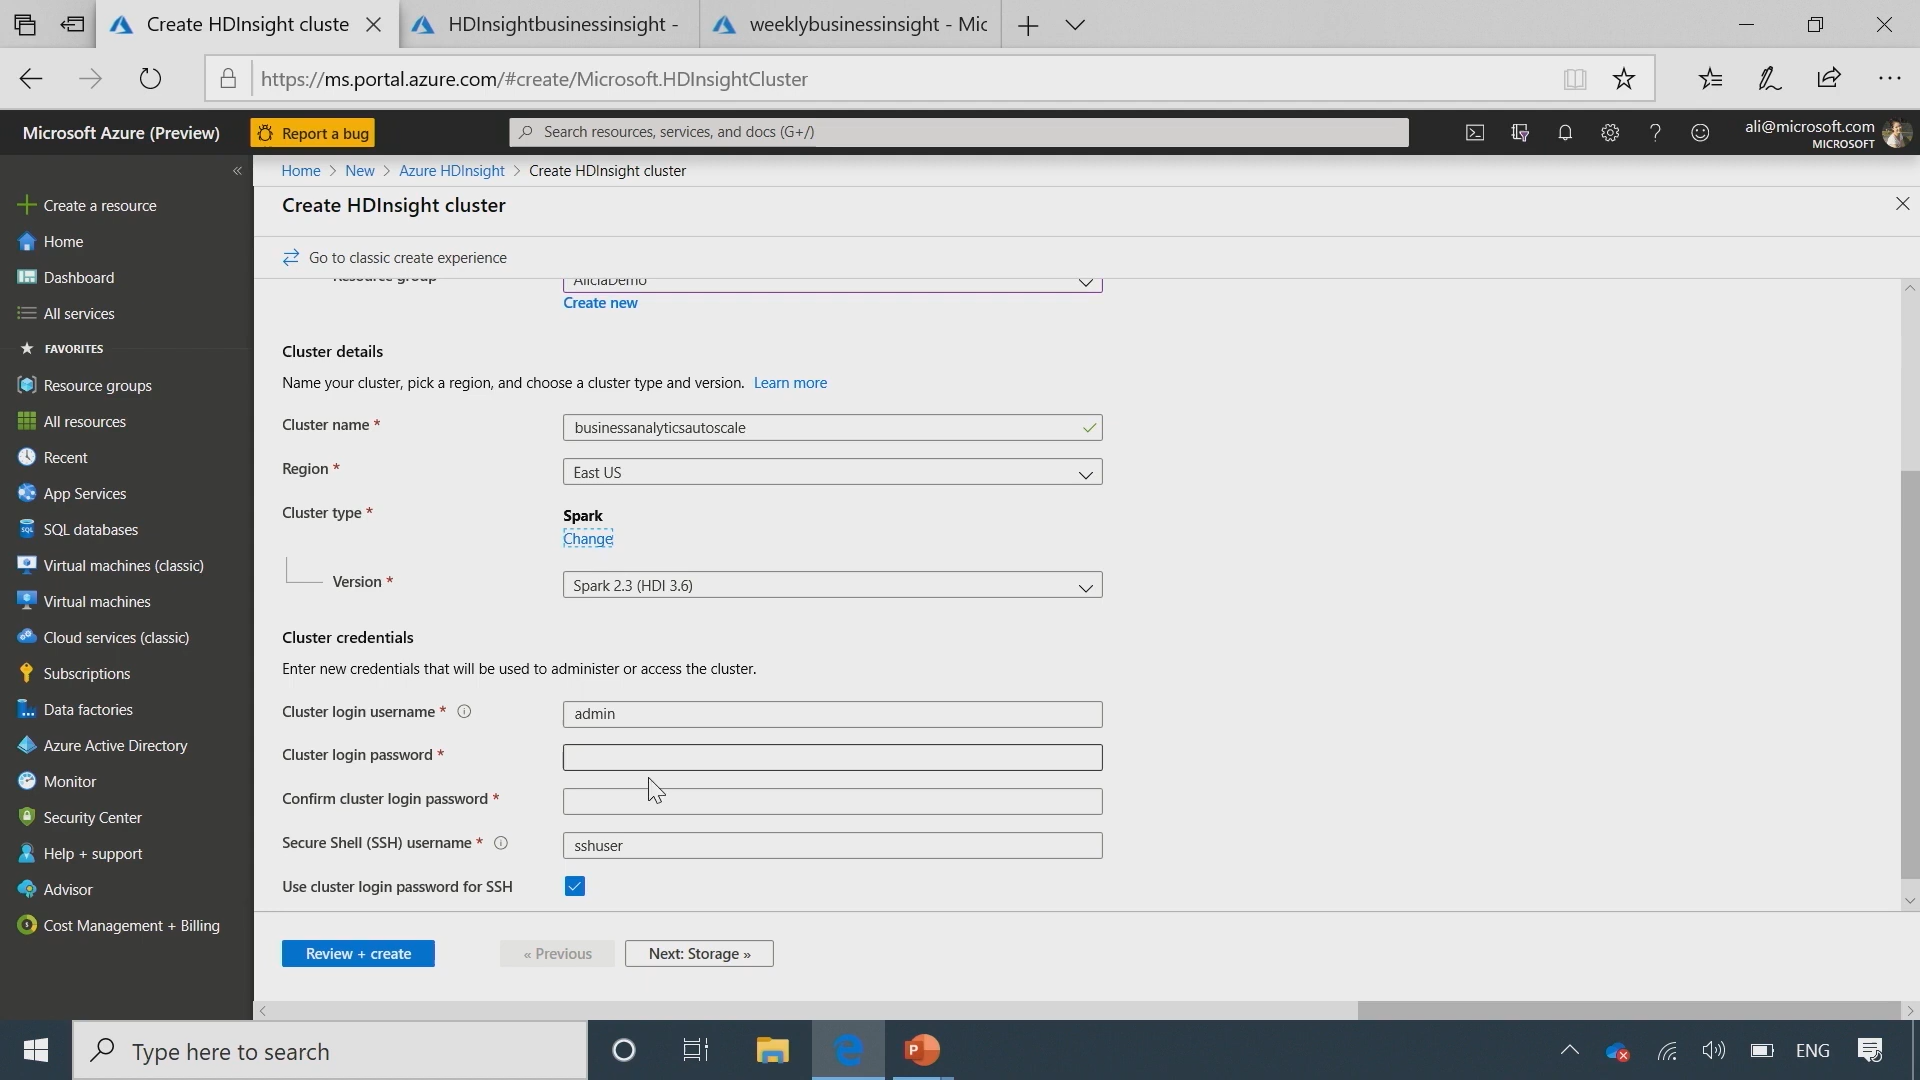 Create HDInsight cluste
HDInsightbusinessinsight -
weeklybusinessinsight - Mic
https://ms.portal.azure.com/#create/Microsoft.HDInsightCluster
Microsoft Azure (Preview)
Report a bug
Search resources, services, and docs (G+/)
ali@microsoft.com
MICROSOFT
Home > New > Azure HDInsight > Create HDInsight cluster
Create HDInsight cluster
Go to classic create experience
Create a resource
Home
Dashboard
All services
FAVORITES
Resource groups
All resources
Recent
App Services
SQL databases
Virtual machines (classic)
Virtual machines
Cloud services (classic)
Subscriptions
Data factories
Azure Active Directory
Monitor
Security Center
Help + support
Advisor
Cost Management + Billing
Resource group
AliciaDemo
Create new
Cluster details
Name your cluster, pick a region, and choose a cluster type and version. Learn more
Cluster name *
businessanalyticsautoscale
Region *
East US
Cluster type *
Spark
Change
Version *
Spark 2.3 (HDI 3.6)
Cluster credentials
Enter new credentials that will be used to administer or access the cluster.
Cluster login username *
admin
Cluster login password *
Confirm cluster login password *
Secure Shell (SSH) username *
sshuser
Use cluster login password for SSH
Review + create
« Previous
Next: Storage »
Type here to search
ENG